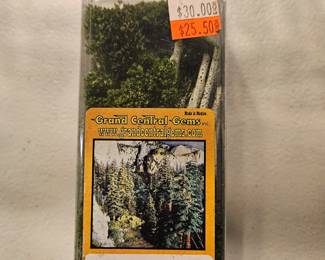 $30.00
$25.50
Made in Mexico
Grand Central Gems
www.grandcentralgems.com